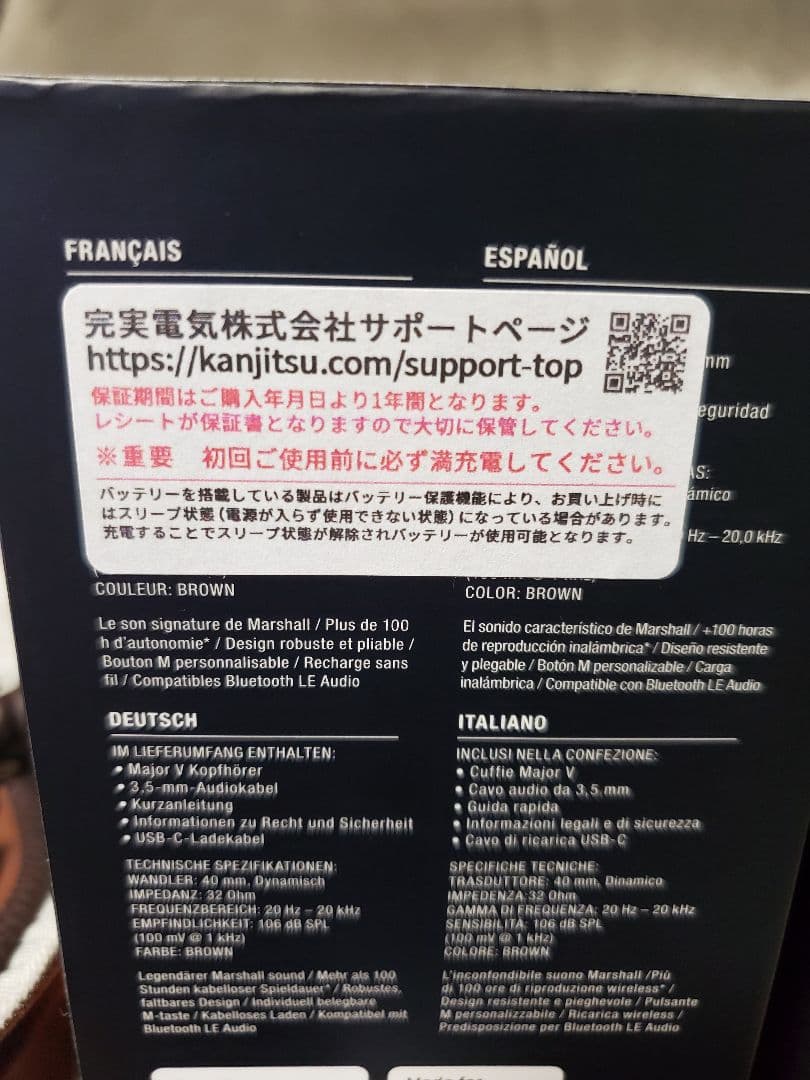 FRANÇAIS
ESPAÑOL
完実電気株式会社サポートページ
https://kanjitsu.com/support-top
保証期間はご購入年月日より1年間となります。
レシートが保証書となりますので大切に保管してください。
※重要 初回ご使用前に必ず満充電してください。
バッテリーを搭載している製品はバッテリー保護機能により、お買い上げ時に
はスリープ状態(電源が入らず使用できない状態)になっている場合があります。
充電することでスリープ状態が解除されバッテリーが使用可能となります。
mm
eguridad
AS:
ámico
Hz – 20,0 kHz
COULEUR: BROWN
Le son signature de Marshall / Plus de 100
h d'autonomie* / Design robuste et pliable /
Bouton M personnalisable / Recharge sans
fil / Compatibles Bluetooth LE Audio
COLOR: BROWN
El sonido característico de Marshall / +100 horas
de reproducción inalámbrica* / Diseño resistente
y plegable / Botón M personalizable / Carga
inalámbrica / Compatible con Bluetooth LE Audio
DEUTSCH
IM LIEFERUMFANG ENTHALTEN:
• Major V Kopfhörer
• 3,5-mm-Audiokabel
• Kurzanleitung
• Informationen zu Recht und Sicherheit
• USB-C-Ladekabel
TECHNISCHE SPEZIFIKATIONEN:
WANDLER: 40 mm, Dynamisch
IMPEDANZ: 32 Ohm
FREQUENZBEREICH: 20 Hz – 20 kHz
EMPFINDLICHKEIT: 106 dB SPL
(100 mV @ 1 kHz)
FARBE: BROWN
Legendärer Marshall sound / Mehr als 100
Stunden kabelloser Spieldauer* / Robustes,
faltbares Design / Individuell belegbare
M-taste / Kabelloses Laden / Kompatibel mit
Bluetooth LE Audio
ITALIANO
INCLUSI NELLA CONFEZIONE:
• Cuffie Major V
• Cavo audio da 3,5 mm
• Guida rapida
• Informazioni legali e di sicurezza
• Cavo di ricarica USB-C
SPECIFICHE TECNICHE:
TRASDUTTORE: 40 mm, Dinamico
IMPEDENZA: 32 Ohm
GAMMA DI FREQUENZA: 20 Hz – 20 kHz
SENSIBILITÀ: 106 dB SPL
(100 mV @ 1 kHz)
COLORE: BROWN
L'inconfondibile suono Marshall / Più
di 100 ore di riproduzione wireless* /
Design resistente e pieghevole / Pulsante
M personalizzabile / Ricarica wireless /
Predisposizione per Bluetooth LE Audio